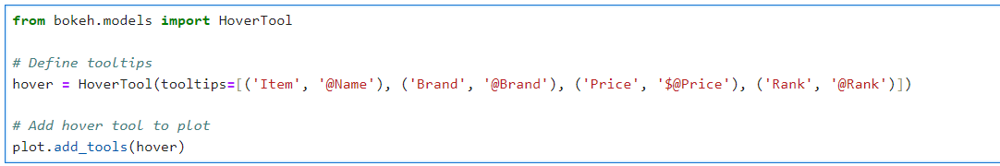 from bokeh.models import HoverTool
# Define tooltips
hover = HoverTool(tooltips=[('Item', '@Name'), ('Brand', '@Brand'), ('Price', '$@Price'), ('Rank', '@Rank')])
# Add hover tool to plot
plot.add_tools(hover)